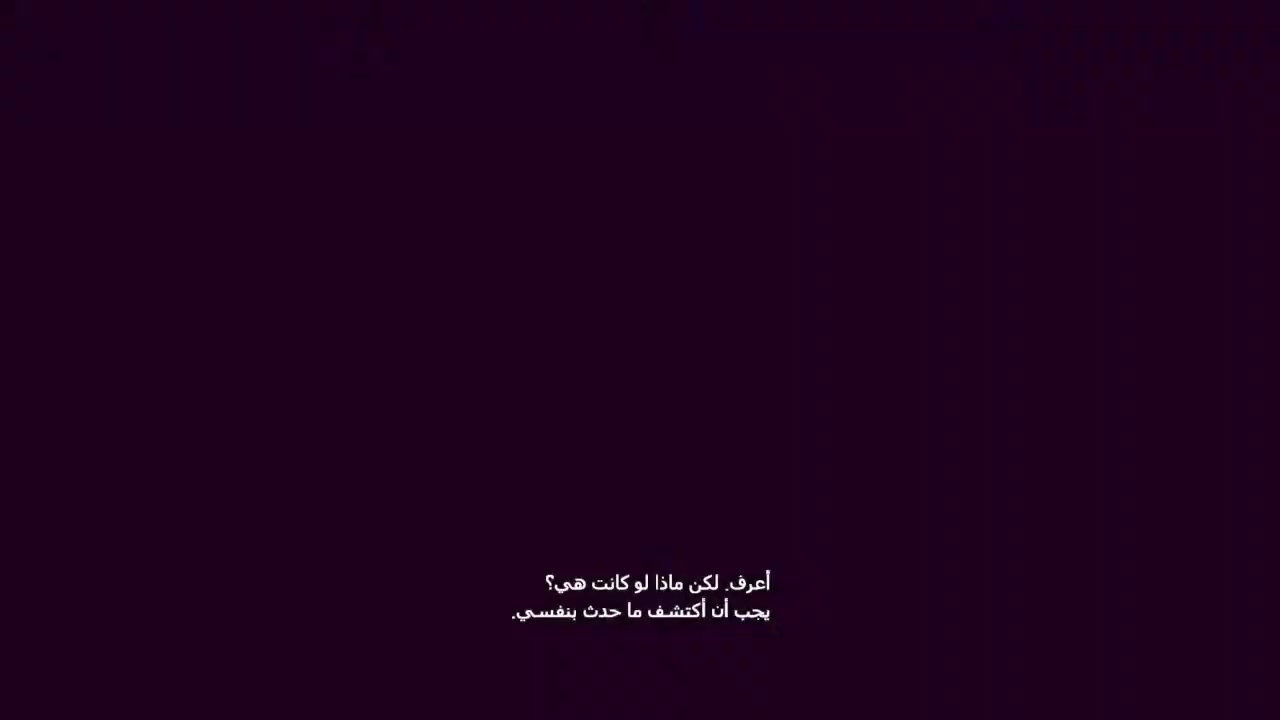 أعرف. لكن ماذا لو كانت هي؟
يجب أن أكتشف ما حدث بنفسي.